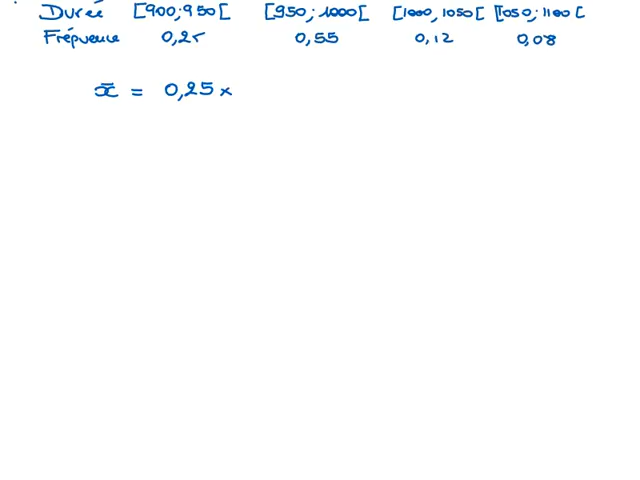 Durée [900;950[ [950;1000[ [1000,1050[ [1050;1100[
Fréquence 0,25 0,55 0,12 0,08
x̄ = 0,25 ×